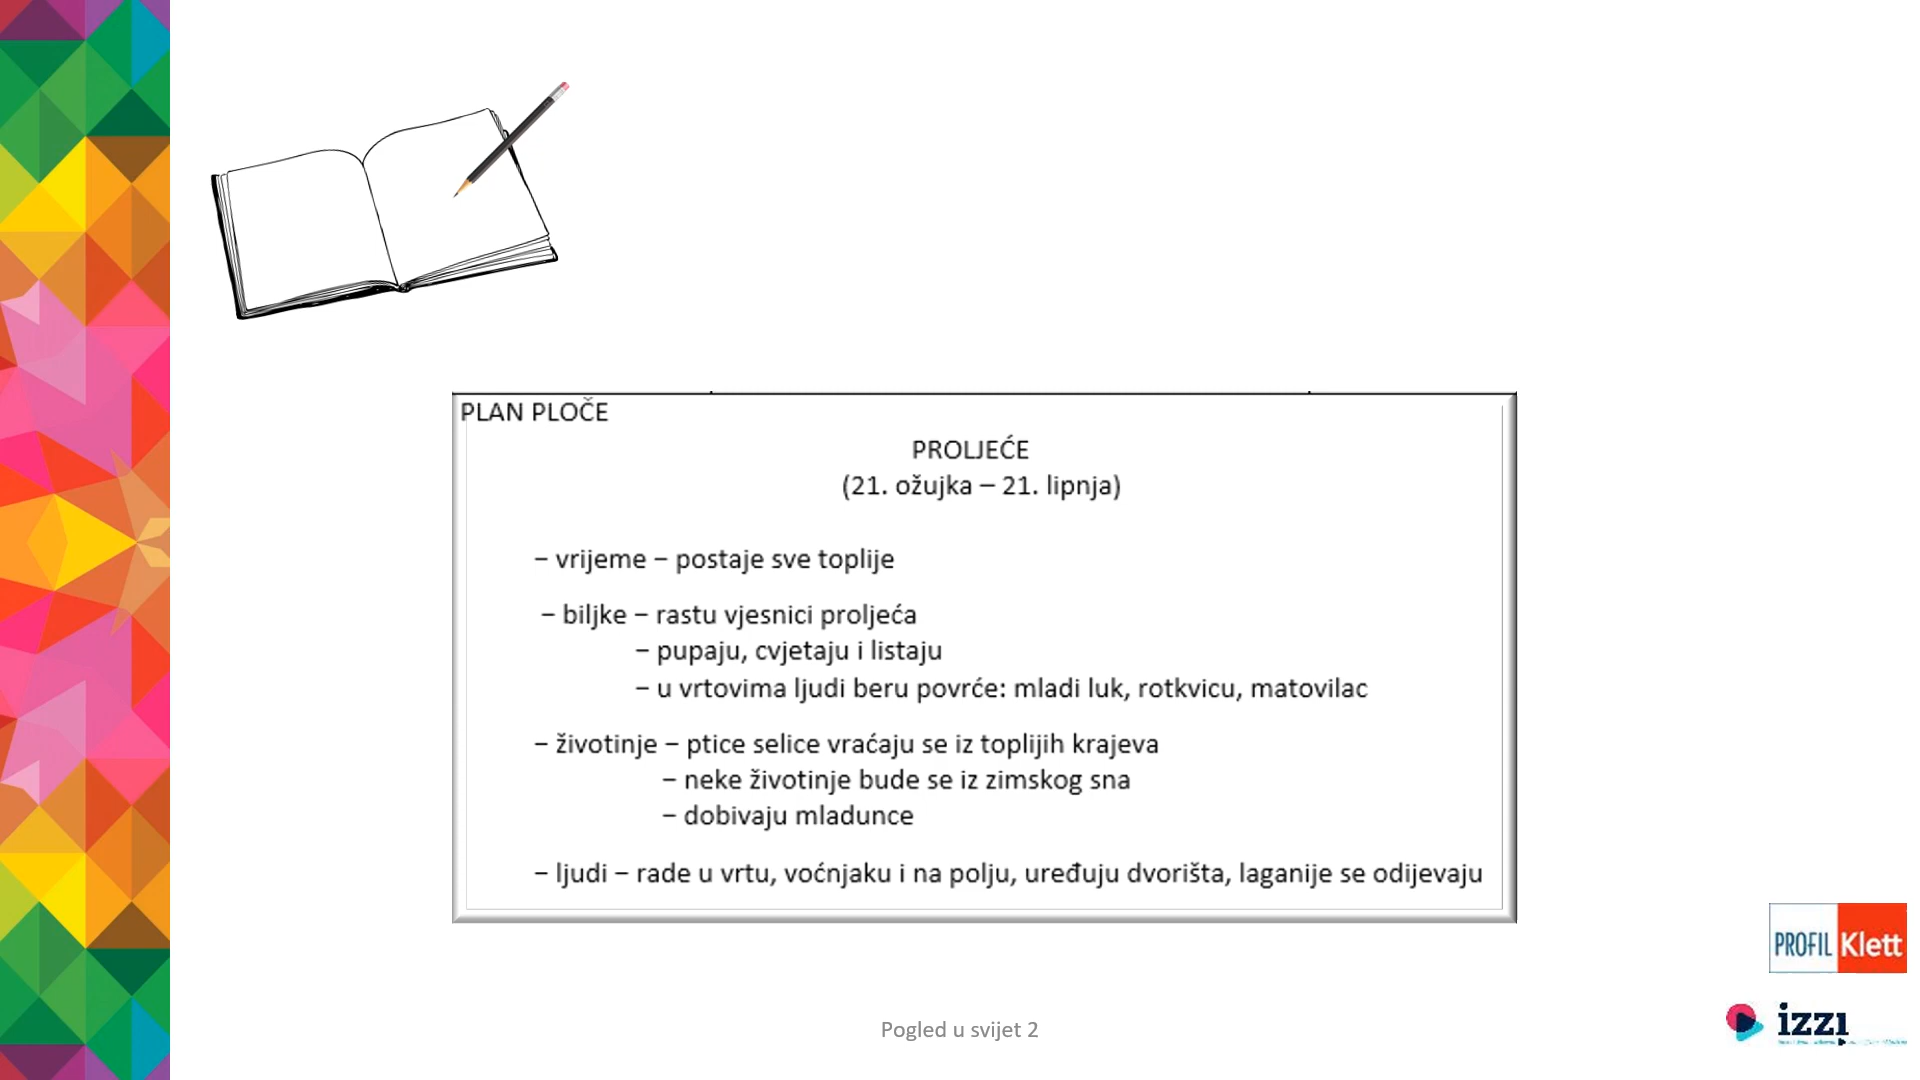 PLAN PLOČE
PROLJEĆE
(21. ožujka – 21. lipnja)
− vrijeme − postaje sve toplije
− biljke − rastu vjesnici proljeća
− pupaju, cvjetaju i listaju
− u vrtovima ljudi beru povrće: mladi luk, rotkvicu, matovilac
− životinje − ptice selice vraćaju se iz toplijih krajeva
− neke životinje bude se iz zimskog sna
− dobivaju mladunce
− ljudi − rade u vrtu, voćnjaku i na polju, uređuju dvorišta, laganije se odijevaju
PROFIL Klett
izzi
Pogled u svijet 2